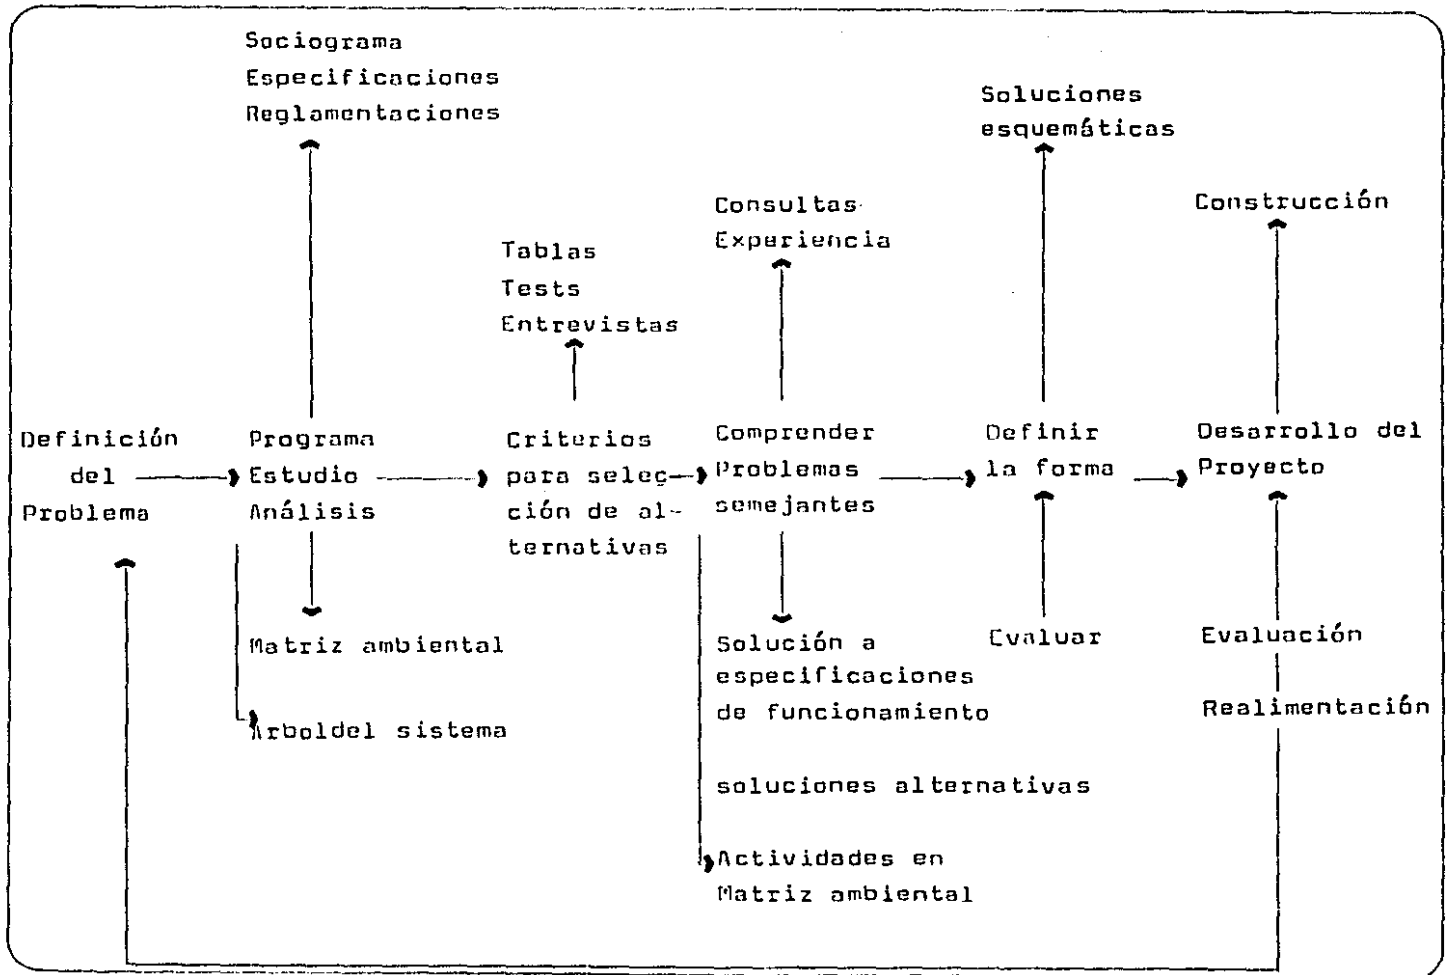 Sociograma
Especificaciones
Reglamentaciones
Soluciones
esquemáticas
Consultas
Experiencia
Construcción
Tablas
Tests
Entrevistas
Definición
del
Problema
Programa
Estudio
Análisis
Criterios
para selec-
ción de al-
ternativas
Comprender
Problemas
semejantes
Definir
la forma
Desarrollo del
Proyecto
Matriz ambiental
Arboldel sistema
Solución a
especificaciones
de funcionamiento
soluciones alternativas
Actividades en
Matriz ambiental
Evaluar
Evaluación
Realimentación